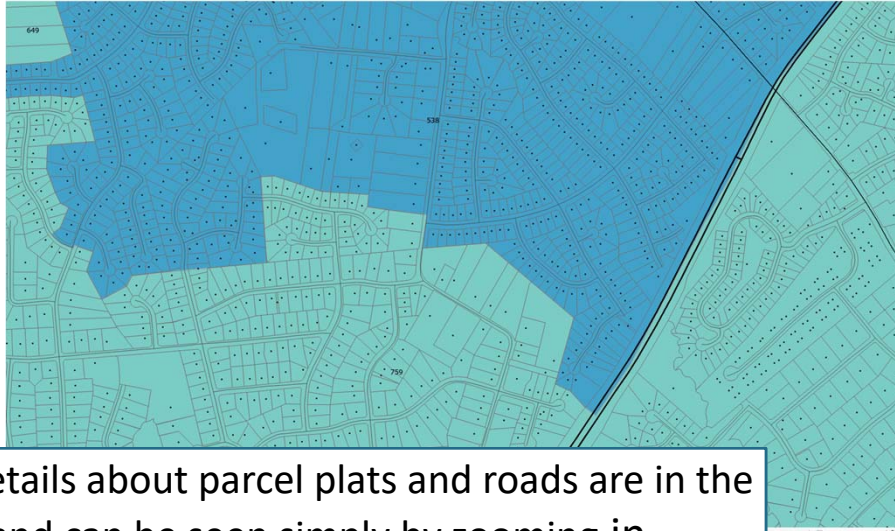 649
538
759
etails about parcel plats and roads are in the
end can be seen simply by zooming in